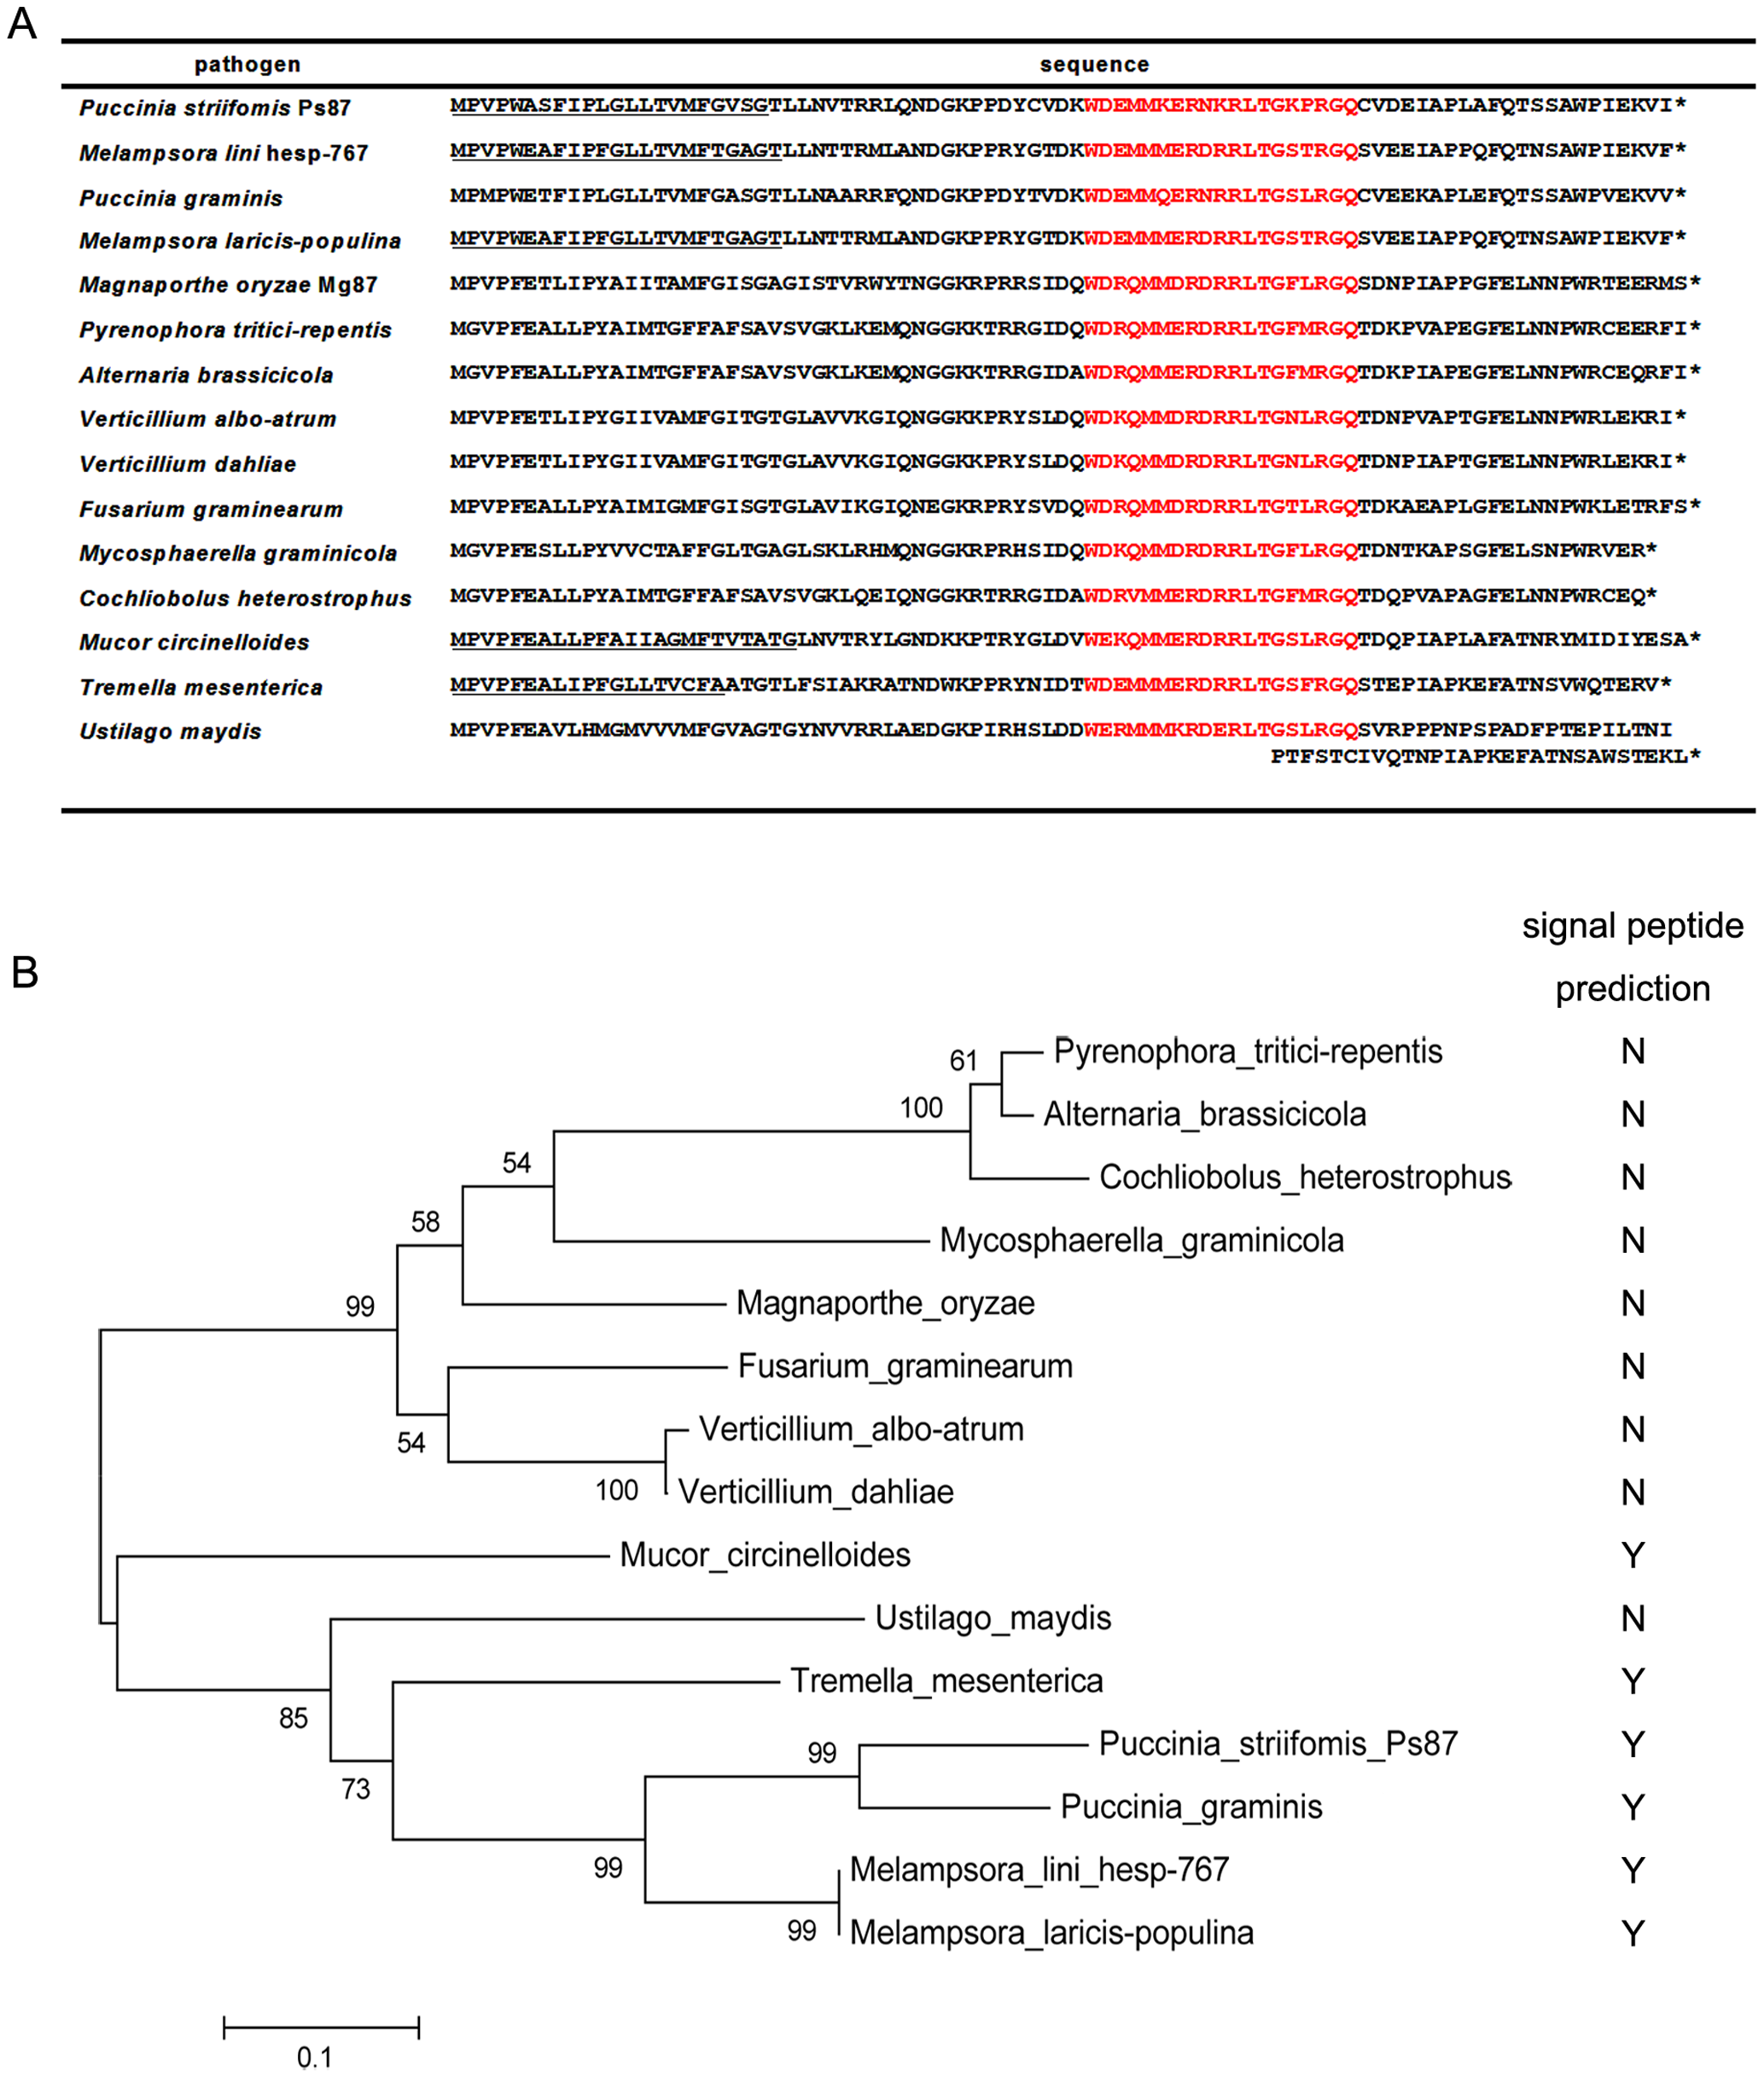 A
pathogen sequence
Puccinia striifomis Ps87 MPVPWASFIPLGLLTVMFGVSGTLLNVTRRLQNDGKPPDYCVDKWDEMMKERNKRLTGKPRGQCVDEIAPLAFQTSSAWPIEKVI*
Melampsora lini hesp-767 MPVPWEAFIPFGLLTVMFTGAGTLLNTTRMLANDGKPPRYGTDKWDEMMMERDRRLTGSTRGQSVEEIAPPQFQTNSAWPIEKVF*
Puccinia graminis MPMPWETFIPLGLLTVMFGASGTLLNAARRFQNDGKPPDYTVDKWDEMMQERNRRLTGSLRGQCVEEKAPLEFQTSSAWPVEKVV*
Melampsora laricis-populina MPVPWEAFIPFGLLTVMFTGAGTLLNTTRMLANDGKPPRYGTDKWDEMMMERDRRLTGSTRGQSVEEIAPPQFQTNSAWPIEKVF*
Magnaporthe oryzae Mg87 MPVPFETLIPYAIITAMFGISGAGISTVRWYTNGGKRPRRSIDQWDRQMMDRDRRLTGFLRGQSDNPIAPPGFELNNPWRTEERMS*
Pyrenophora tritici-repentis MGVPFEALLPYAIMTGFFAFSAVSVGKLKEMQNGGKKTRRGIDQWDRQMMERDRRLTGFMRGQTDKPVAPEGFELNNPWRCEERFI*
Alternaria brassicicola MGVPFEALLPYAIMTGFFAFSAVSVGKLKEMQNGGKKTRRGIDAWDRQMMERDRRLTGFMRGQTDKPIAPEGFELNNPWRCEQRFI*
Verticillium albo-atrum MPVPFETLIPYGIIVAMFGITGTGLAVVKGIQNGGKKPRYSLDQWDKQMMDRDRRLTGNLRGQTDNPVAPTGFELNNPWRLEKRI*
Verticillium dahliae MPVPFETLIPYGIIVAMFGITGTGLAVVKGIQNGGKKPRYSLDQWDKQMMDRDRRLTGNLRGQTDNPIAPTGFELNNPWRLEKRI*
Fusarium graminearum MPVPFEALLPYAIMIGMFGISGTGLAVIKGIQNEGKRPRYSVDQWDRQMMDRDRRLTGTLRGQTDKAEAPLGFELNNPWKLETRFS*
Mycosphaerella graminicola MGVPFESLLPYVVCTAFFGLTGAGLSKLRHMQNGGKRPRHSIDQWDKQMMDRDRRLTGFLRGQTDNTKAPSGFELSNPWRVER*
Cochliobolus heterostrophus MGVPFEALLPYAIMTGFFAFSAVSVGKLQEIQNGGKRTRRGIDAWDRVMMERDRRLTGFMRGQTDQPVAPAGFELNNPWRCEQ*
Mucor circinelloides MPVPFEALLPFAIIAGMFTVTATGLNVTRYLGNDKKPTRYGLDVWEKQMMERDRRLTGSLRGQTDQPIAPLAFATNRYMIDIYESA*
Tremella mesenterica MPVPFEALIPFGLLTVCFAATGTLFSIAKRATNDWKPPRYNIDTWDEMMMERDRRLTGSFRGQSTEPIAPKEFATNSVWQTERV*
Ustilago maydis MPVPFEAVLHMGMVVVMFGVAGTGYNVVRRLAEDGKPIRHSLDDWERMMMKRDERLTGSLRGQSVRPPPNPSPADFPTEPILTNI
PTFSTCIVQTNPIAPKEFATNSAWSTEKL*
signal peptide
prediction
B
Pyrenophora_tritici-repentis N
61
Alternaria_brassicicola N
100
Cochliobolus_heterostrophus N
54
Mycosphaerella_graminicola N
58
Magnaporthe_oryzae N
99
Fusarium_graminearum N
Verticillium_albo-atrum N
54
100 Verticillium_dahliae N
Mucor_circinelloides Y
Ustilago_maydis N
Tremella_mesenterica Y
85
99 Puccinia_striifomis_Ps87 Y
73
Puccinia_graminis Y
99 Melampsora_lini_hesp-767 Y
99 Melampsora_laricis-populina Y
0.1